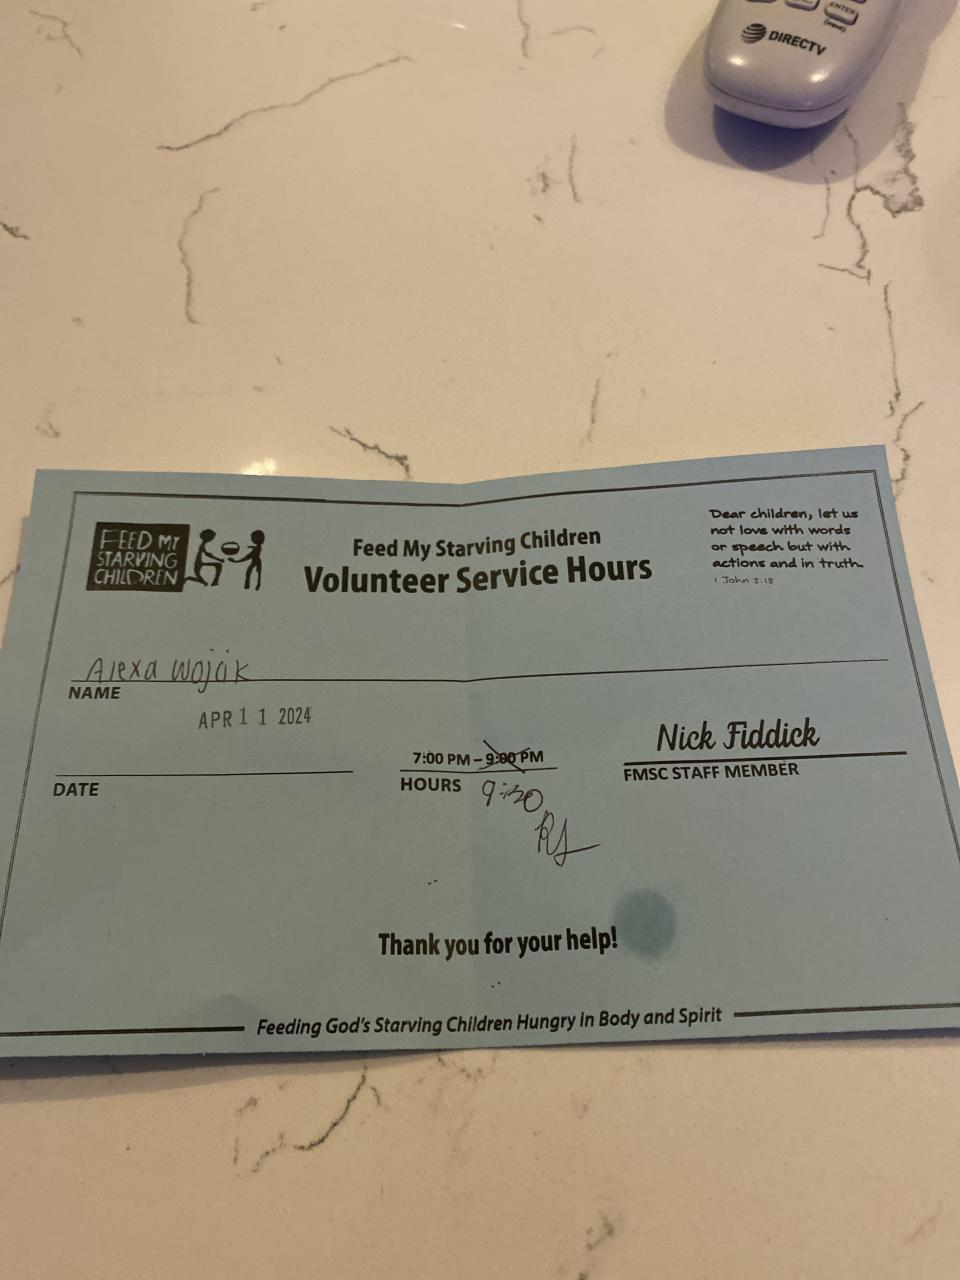 ENTER
(input)
DIRECTV
FEED MY
STARVING
CHILDREN
Feed My Starving Children
Volunteer Service Hours
Dear children, let us
not love with words
or speech but with
actions and in truth.
1 John 3:18
Alexa Wojcik
NAME
APR 1 1 2024
DATE
7:00 PM – 9:00 PM
HOURS
9:30
RS
Nick Fiddick
FMSC STAFF MEMBER
Thank you for your help!
Feeding God's Starving Children Hungry in Body and Spirit